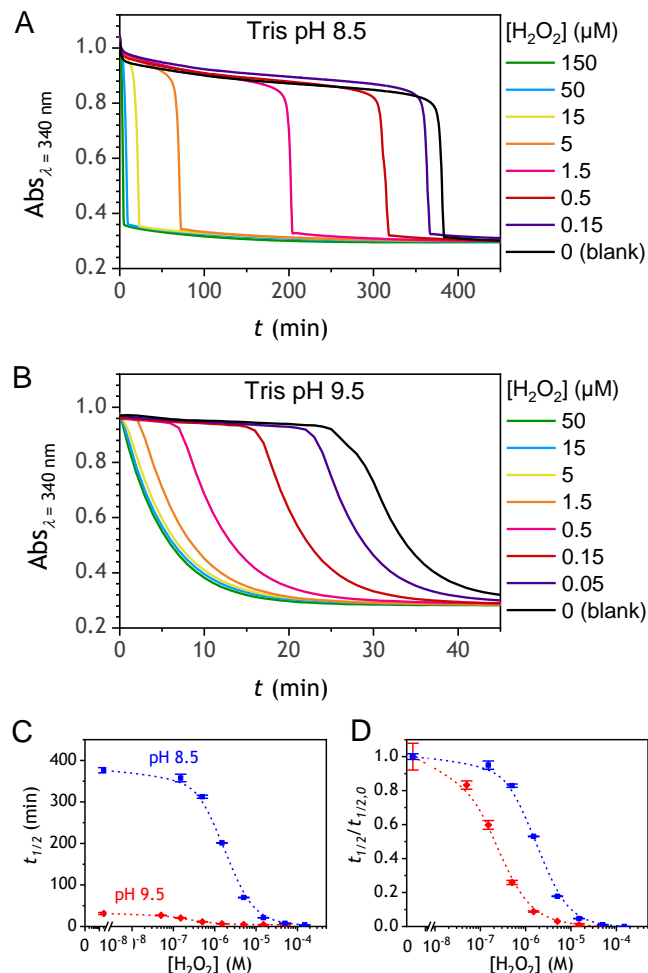 A
Tris pH 8.5
[H₂O₂] (µM)
150
50
15
5
1.5
0.5
0.15
0 (blank)
1.0
0.8
0.6
0.4
0.2
Abs λ = 340 nm
0 100 200 300 400
t (min)
B
Tris pH 9.5
[H₂O₂] (µM)
50
15
5
1.5
0.5
0.15
0.05
0 (blank)
1.0
0.8
0.6
0.4
0.2
Abs λ = 340 nm
0 10 20 30 40
t (min)
C
pH 8.5
pH 9.5
400
300
200
100
0
t1/2 (min)
10⁻⁸ 10⁻⁷ 10⁻⁶ 10⁻⁵ 10⁻⁴
[H₂O₂] (M)
D
1.0
0.8
0.6
0.4
0.2
0
t1/2/t1/2,0
10⁻⁸ 10⁻⁷ 10⁻⁶ 10⁻⁵ 10⁻⁴
[H₂O₂] (M)